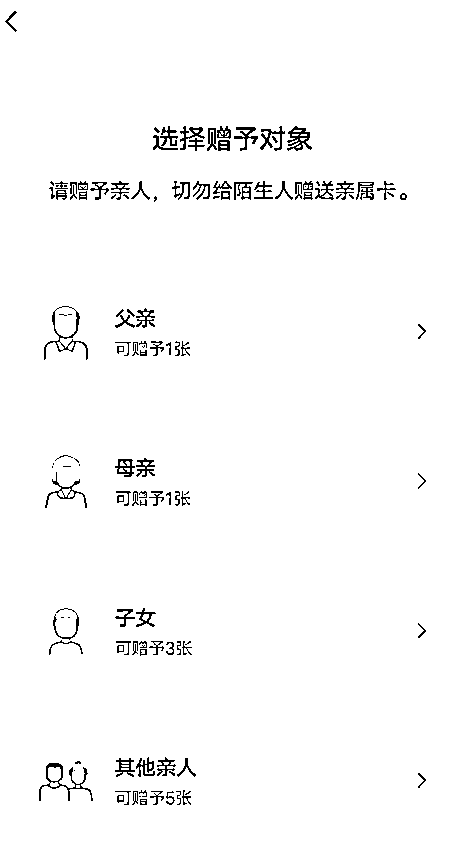 选择赠予对象
请赠予亲人，切勿给陌生人赠送亲属卡。
父亲
可赠予1张
母亲
可赠予1张
子女
可赠予3张
其他亲人
可赠予5张